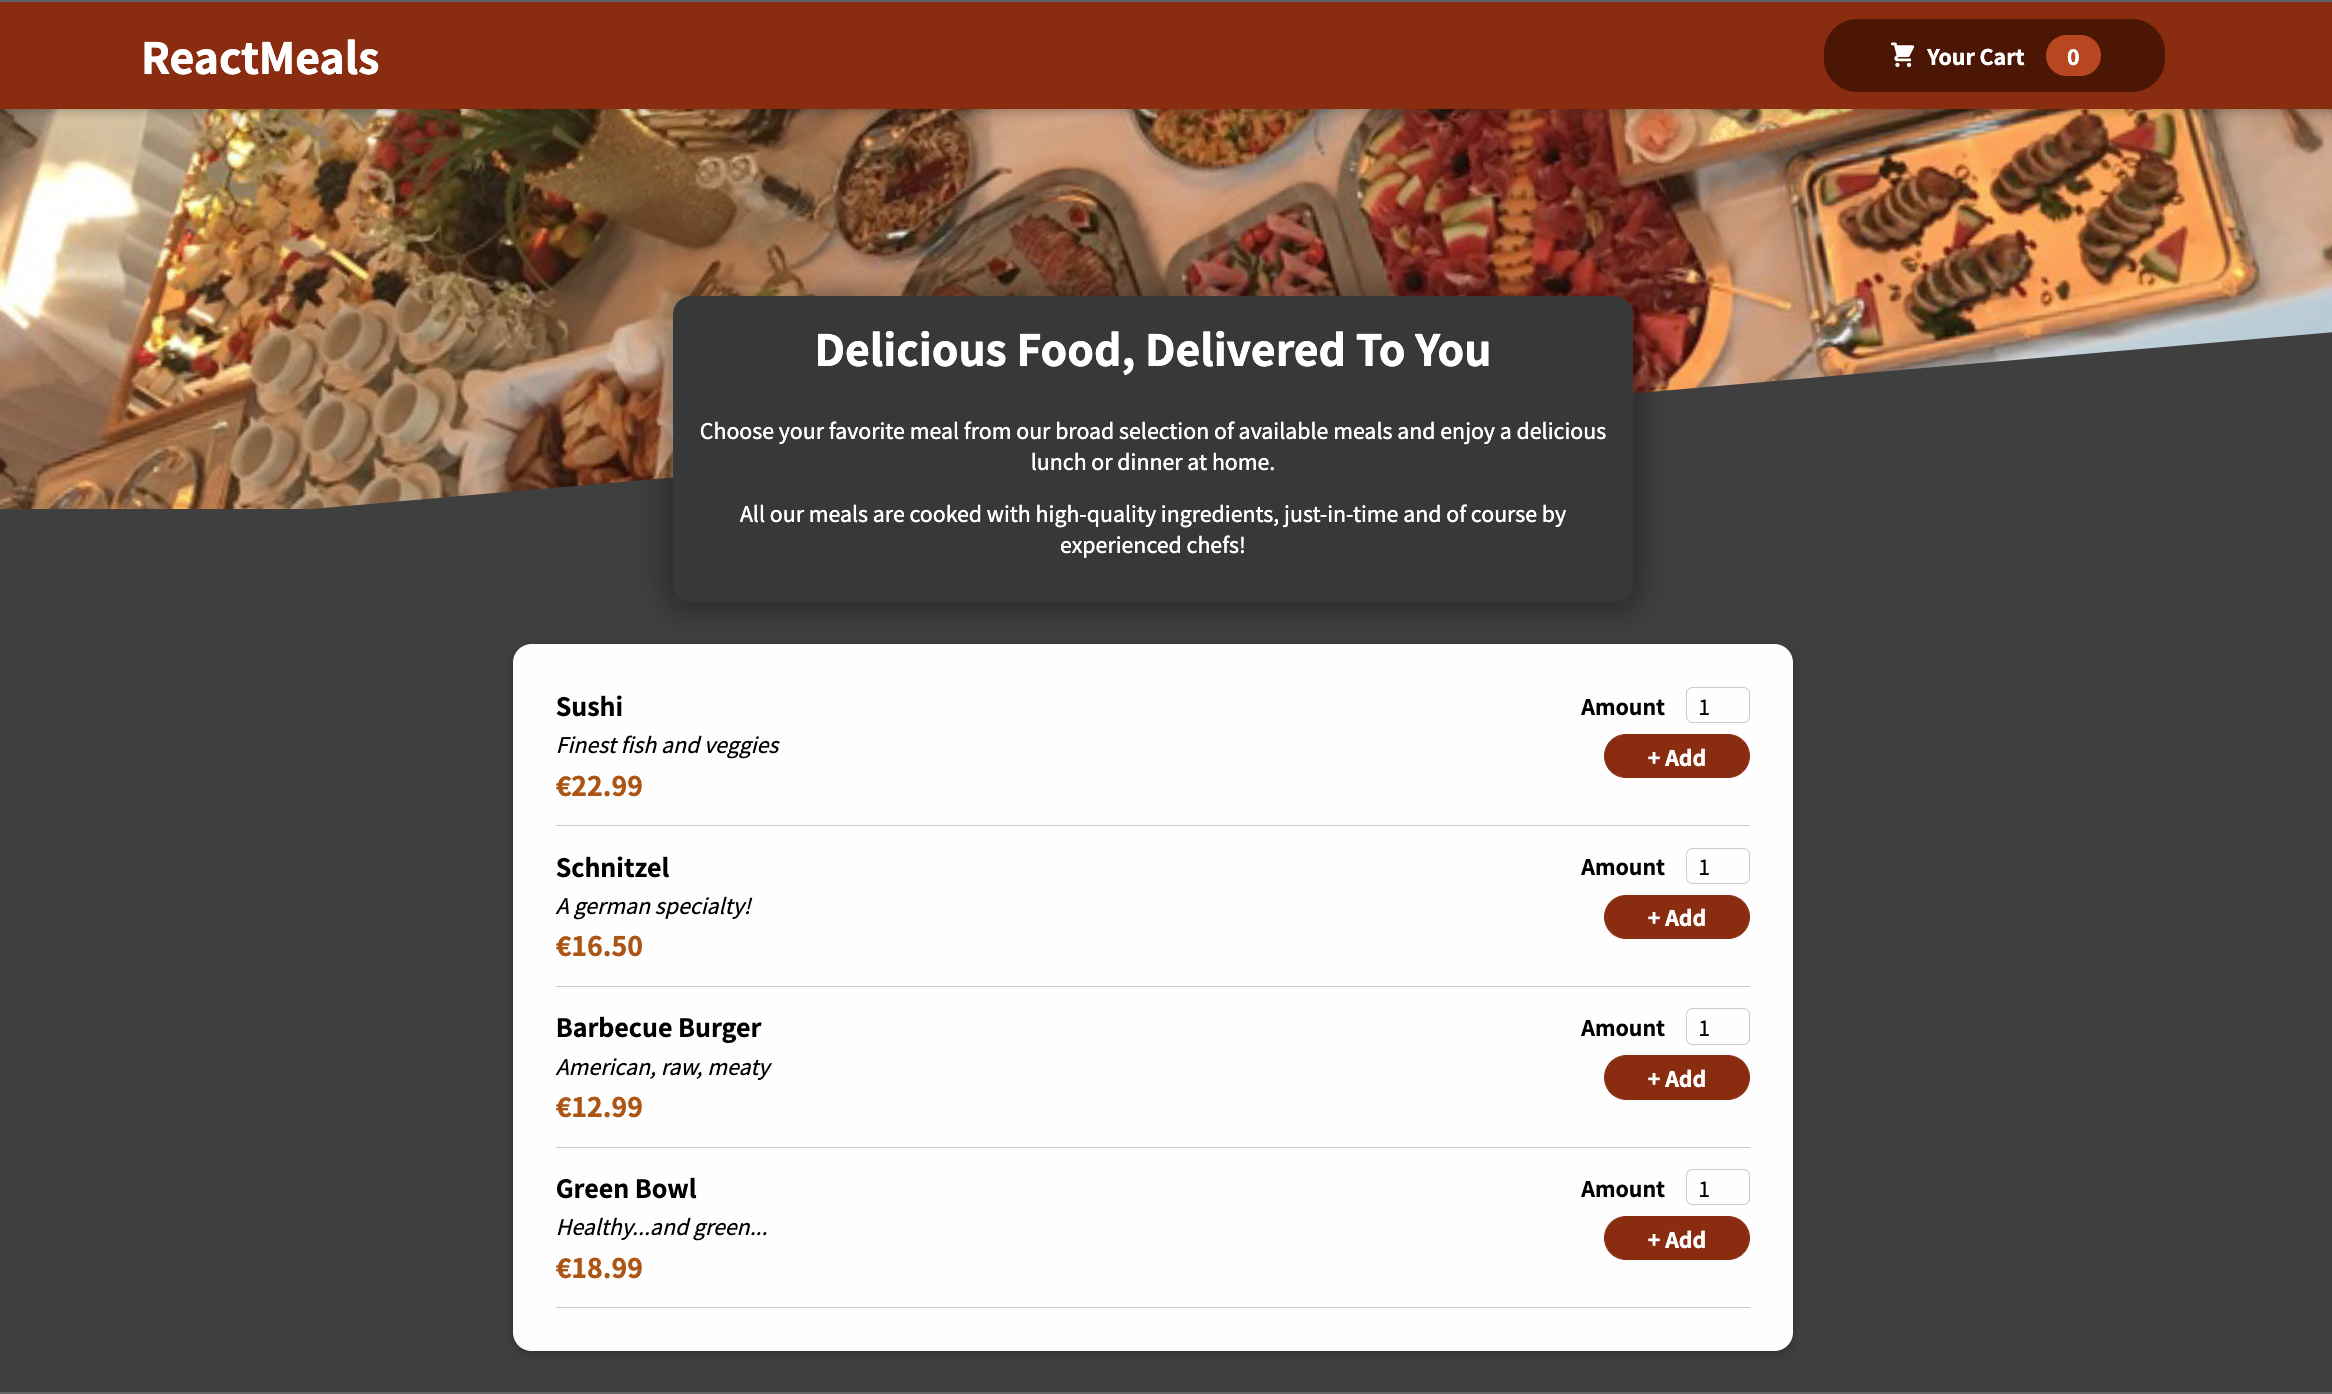 ReactMeals
Your Cart 0
Delicious Food, Delivered To You
Choose your favorite meal from our broad selection of available meals and enjoy a delicious
lunch or dinner at home.
All our meals are cooked with high-quality ingredients, just-in-time and of course by
experienced chefs!
Sushi
Finest fish and veggies
€22.99
Amount 1
+ Add
Schnitzel
A german specialty!
€16.50
Amount 1
+ Add
Barbecue Burger
American, raw, meaty
€12.99
Amount 1
+ Add
Green Bowl
Healthy...and green...
€18.99
Amount 1
+ Add